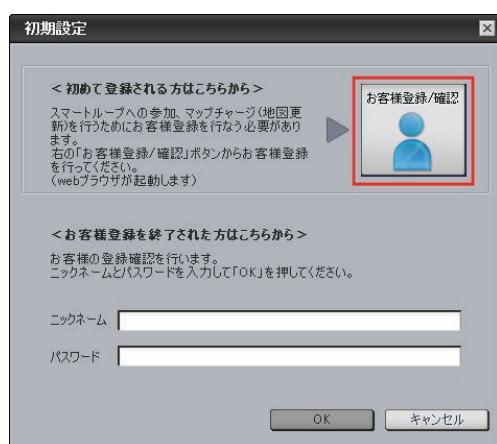 初期設定
<初めて登録される方はこちらから>
スマートループへの参加、マップチャージ(地図更
新)を行うためにお客様登録を行なう必要があり
ます。
右の「お客様登録/確認」ボタンからお客様登録
を行ってください。
(webブラウザが起動します)
お客様登録/確認
<お客様登録を終了された方はこちらから>
お客様の登録確認を行います。
ニックネームとパスワードを入力して「OK」を押してください。
ニックネーム
パスワード
OK
キャンセル